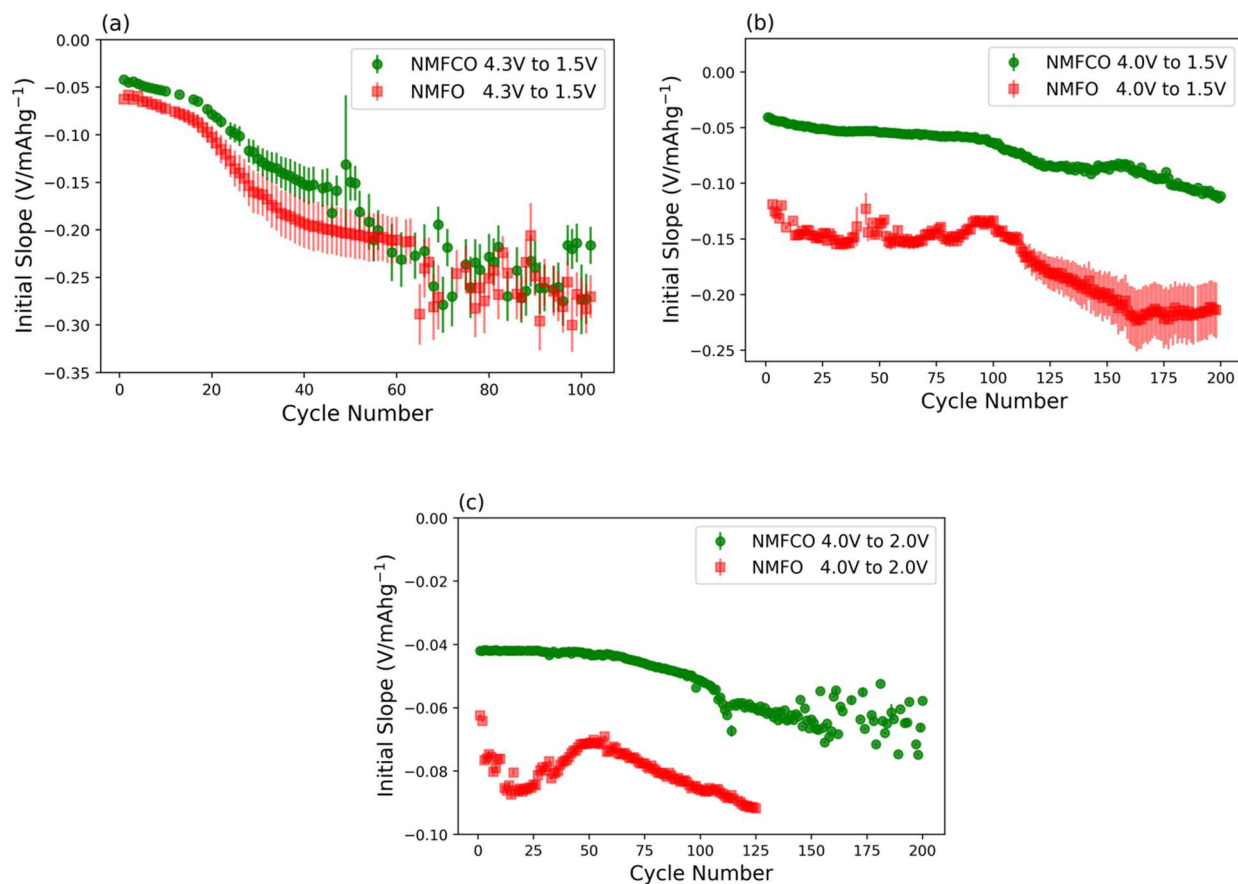 (a)
0.00
−0.05
−0.10
−0.15
−0.20
−0.25
−0.30
−0.35
Initial Slope (V/mAhg⁻¹)
NMFCO 4.3V to 1.5V
NMFO 4.3V to 1.5V
0 20 40 60 80 100
Cycle Number
(b)
0.00
−0.05
−0.10
−0.15
−0.20
−0.25
Initial Slope (V/mAhg⁻¹)
NMFCO 4.0V to 1.5V
NMFO 4.0V to 1.5V
0 25 50 75 100 125 150 175 200
Cycle Number
(c)
0.00
−0.02
−0.04
−0.06
−0.08
−0.10
Initial Slope (V/mAhg⁻¹)
NMFCO 4.0V to 2.0V
NMFO 4.0V to 2.0V
0 25 50 75 100 125 150 175 200
Cycle Number